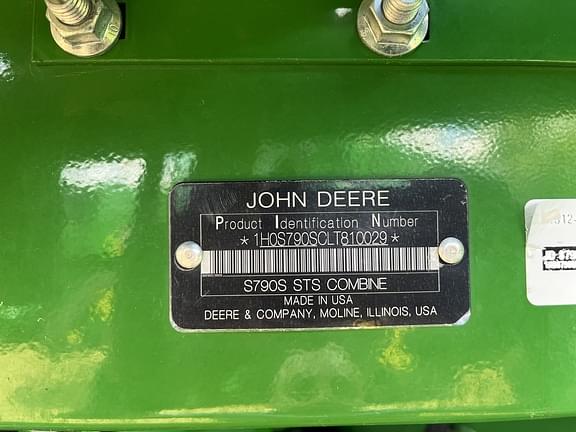 JOHN DEERE
Product Identification Number
*1H0S790SCLT810029*
S790S STS COMBINE
MADE IN USA
DEERE & COMPANY, MOLINE, ILLINOIS, USA